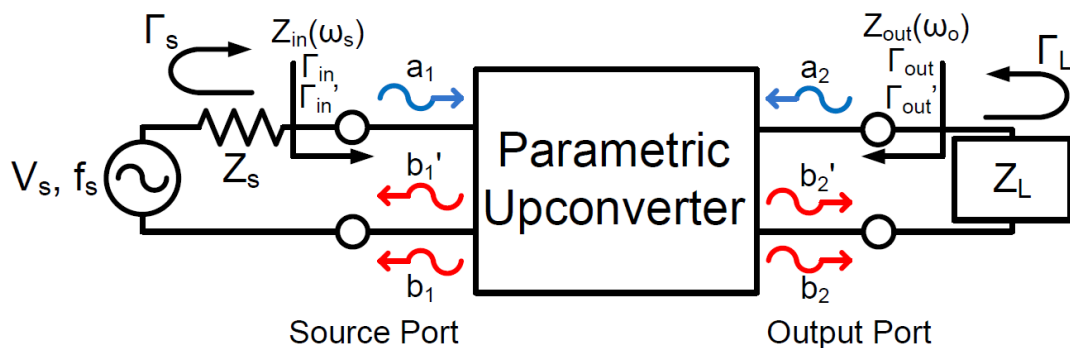 Γs
Zin(ωs)
Γin
Γin'
a1
Zs
Vs, fs
b1'
b1
Source Port
Parametric
Upconverter
a2
Zout(ωo)
Γout
Γout'
ΓL
b2'
ZL
b2
Output Port